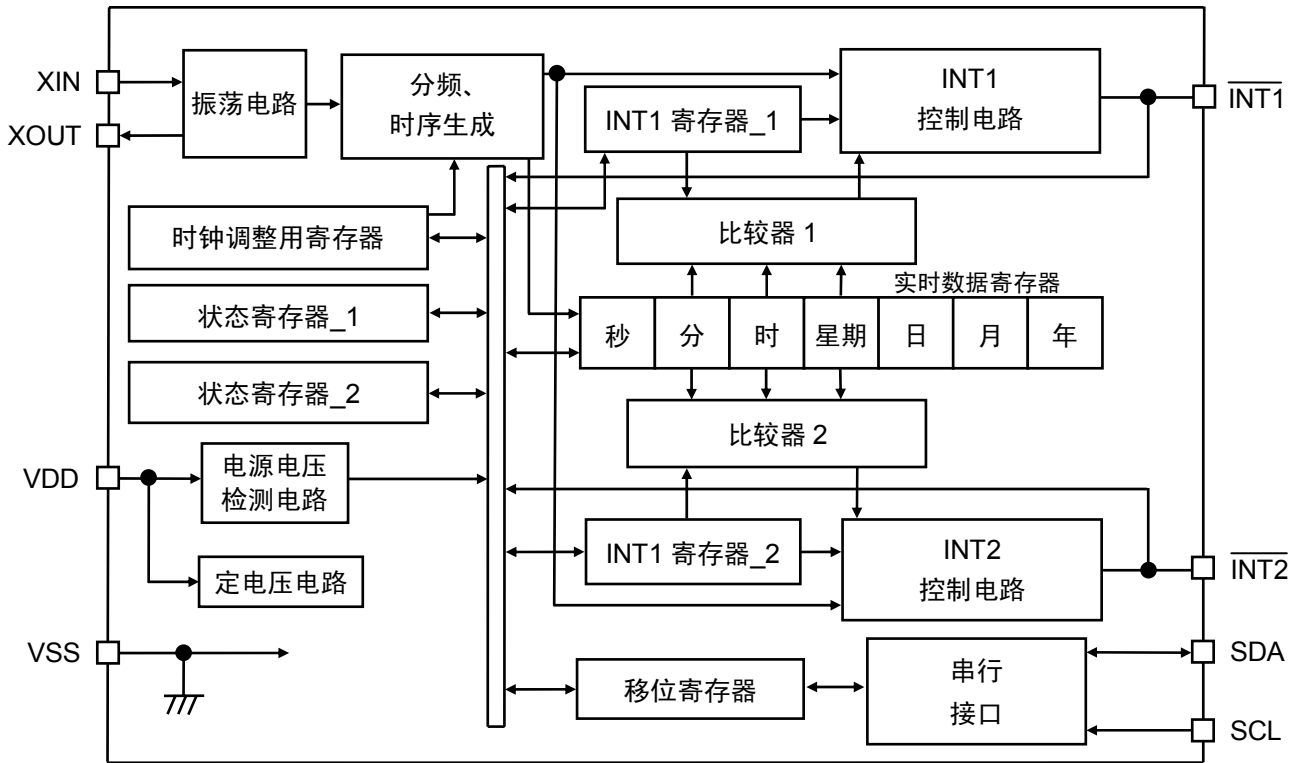 XIN
XOUT
振荡电路
分频、
时序生成
INT1 寄存器_1
INT1
控制电路
INT1
时钟调整用寄存器
比较器 1
状态寄存器_1
实时数据寄存器
秒 分 时 星期 日 月 年
状态寄存器_2
比较器 2
VDD
电源电压
检测电路
INT1 寄存器_2
INT2
控制电路
INT2
定电压电路
VSS
移位寄存器
串行
接口
SDA
SCL